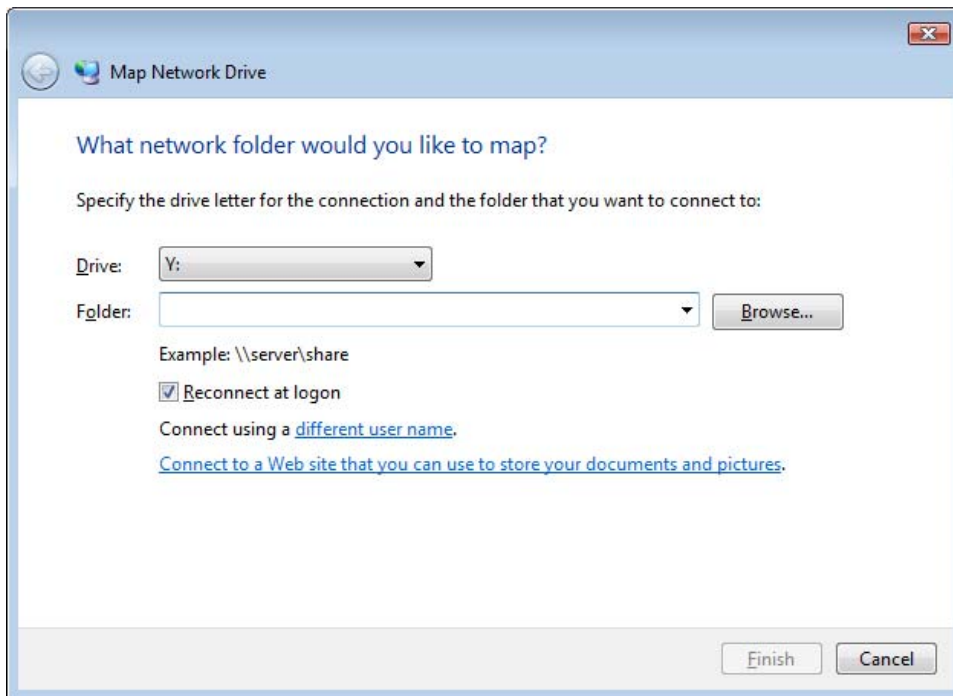 Map Network Drive
What network folder would you like to map?
Specify the drive letter for the connection and the folder that you want to connect to:
Drive: Y:
Folder: Browse...
Example: \\server\share
Reconnect at logon
Connect using a different user name.
Connect to a Web site that you can use to store your documents and pictures.
Finish Cancel